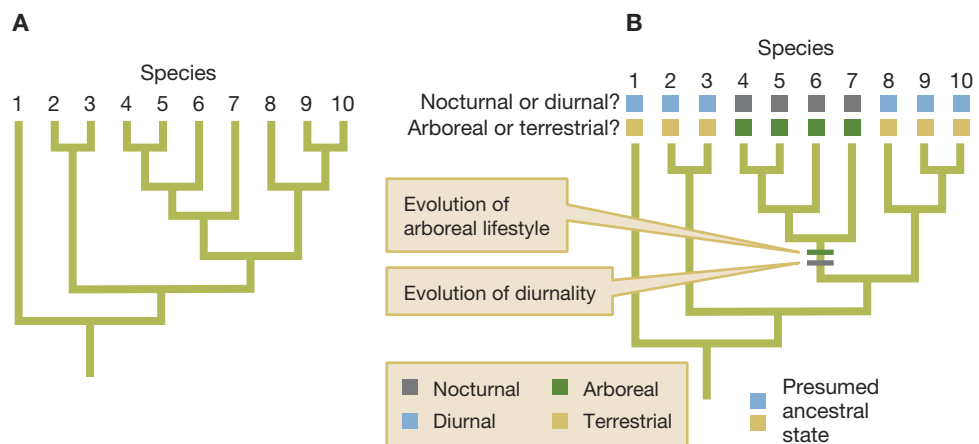 A
Species
1 2 3 4 5 6 7 8 9 10
B
Species
1 2 3 4 5 6 7 8 9 10
Nocturnal or diurnal?
Arboreal or terrestrial?
Evolution of
arboreal lifestyle
Evolution of diurnality
Nocturnal
Arboreal
Diurnal
Terrestrial
Presumed
ancestral
state